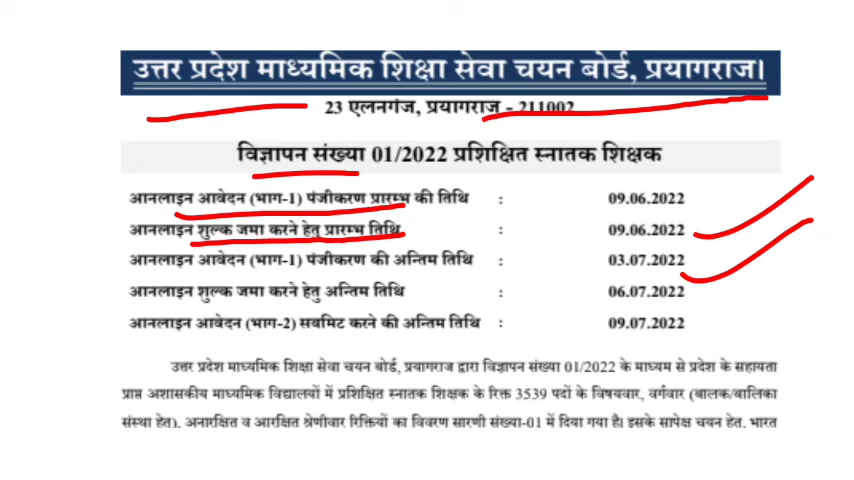 उत्तर प्रदेश माध्यमिक शिक्षा सेवा चयन बोर्ड, प्रयागराज।
23 एलनगंज, प्रयागराज - 211002
विज्ञापन संख्या 01/2022 प्रशिक्षित स्नातक शिक्षक
आनलाइन आवेदन (भाग-1) पंजीकरण प्रारम्भ की तिथि : 09.06.2022
आनलाइन शुल्क जमा करने हेतु प्रारम्भ तिथि : 09.06.2022
आनलाइन आवेदन (भाग-1) पंजीकरण की अन्तिम तिथि : 03.07.2022
आनलाइन शुल्क जमा करने हेतु अन्तिम तिथि : 06.07.2022
आनलाइन आवेदन (भाग-2) सबमिट करने की अन्तिम तिथि : 09.07.2022
उत्तर प्रदेश माध्यमिक शिक्षा सेवा चयन बोर्ड, प्रयागराज द्वारा विज्ञापन संख्या 01/2022 के माध्यम से प्रदेश के सहायता
प्राप्त अशासकीय माध्यमिक विद्यालयों में प्रशिक्षित स्नातक शिक्षक के रिक्त 3539 पदों के विषयवार, वर्गवार (बालक/बालिका
संस्था हेतु), अनारक्षित व आरक्षित श्रेणीवार रिक्तियों का विवरण सारणी संख्या-01 में दिया गया है। इसके सापेक्ष चयन हेतु, भारत